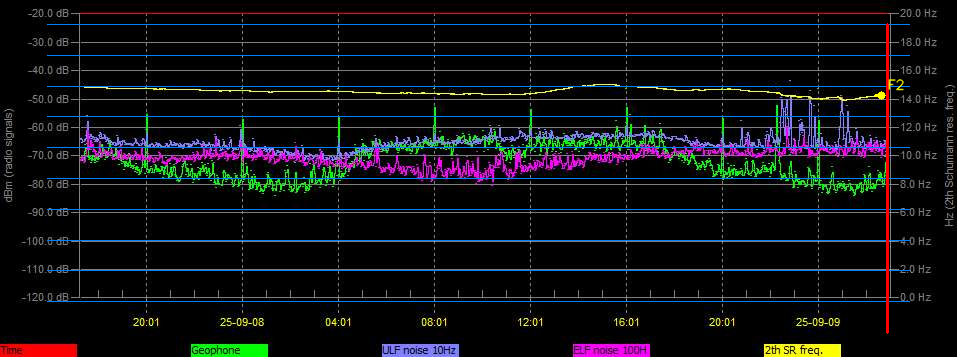 -20.0 dB 20.0 Hz
-30.0 dB 18.0 Hz
-40.0 dB 16.0 Hz
-50.0 dB F2 14.0 Hz
-60.0 dB 12.0 Hz
-70.0 dB 10.0 Hz
-80.0 dB 8.0 Hz
-90.0 dB 6.0 Hz
-100.0 dB 4.0 Hz
-110.0 dB 2.0 Hz
-120.0 dB 0.0 Hz
dBm (radio signals)
Hz (2th Schumann res. freq.)
20:01 25-09-08 04:01 08:01 12:01 16:01 20:01 25-09-09
Time Geophone ULF noise 10Hz ELF noise 100H 2th SR freq.